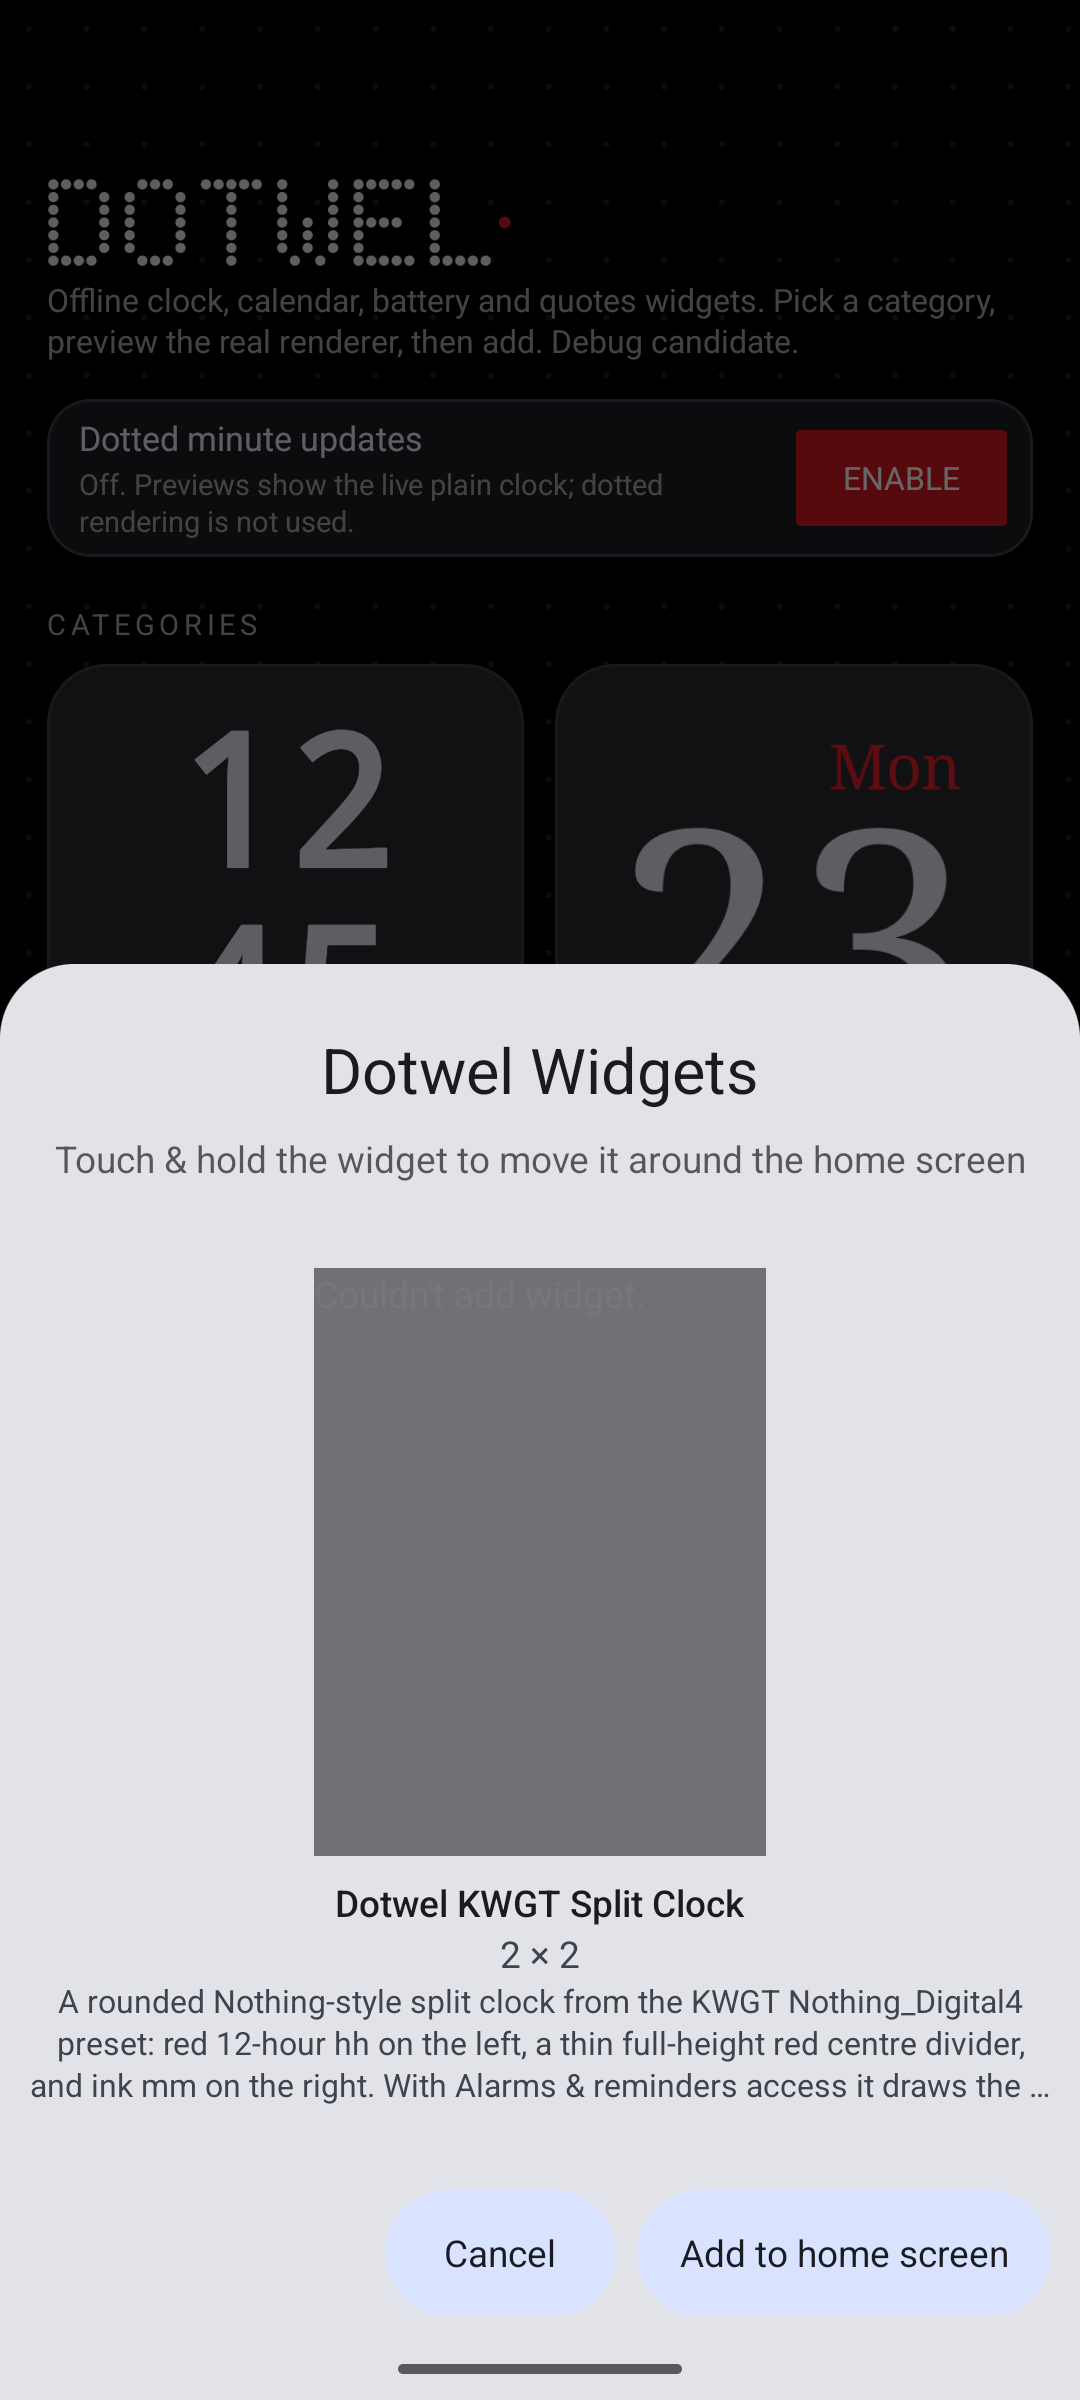 DOTWEL
Offline clock, calendar, battery and quotes widgets. Pick a category,
preview the real renderer, then add. Debug candidate.
Dotted minute updates
Off. Previews show the live plain clock; dotted
rendering is not used.
ENABLE
CATEGORIES
12
45
Mon
23
Dotwel Widgets
Touch & hold the widget to move it around the home screen
Couldn't add widget.
Dotwel KWGT Split Clock
2 × 2
A rounded Nothing-style split clock from the KWGT Nothing_Digital4
preset: red 12-hour hh on the left, a thin full-height red centre divider,
and ink mm on the right. With Alarms & reminders access it draws the …
Cancel
Add to home screen